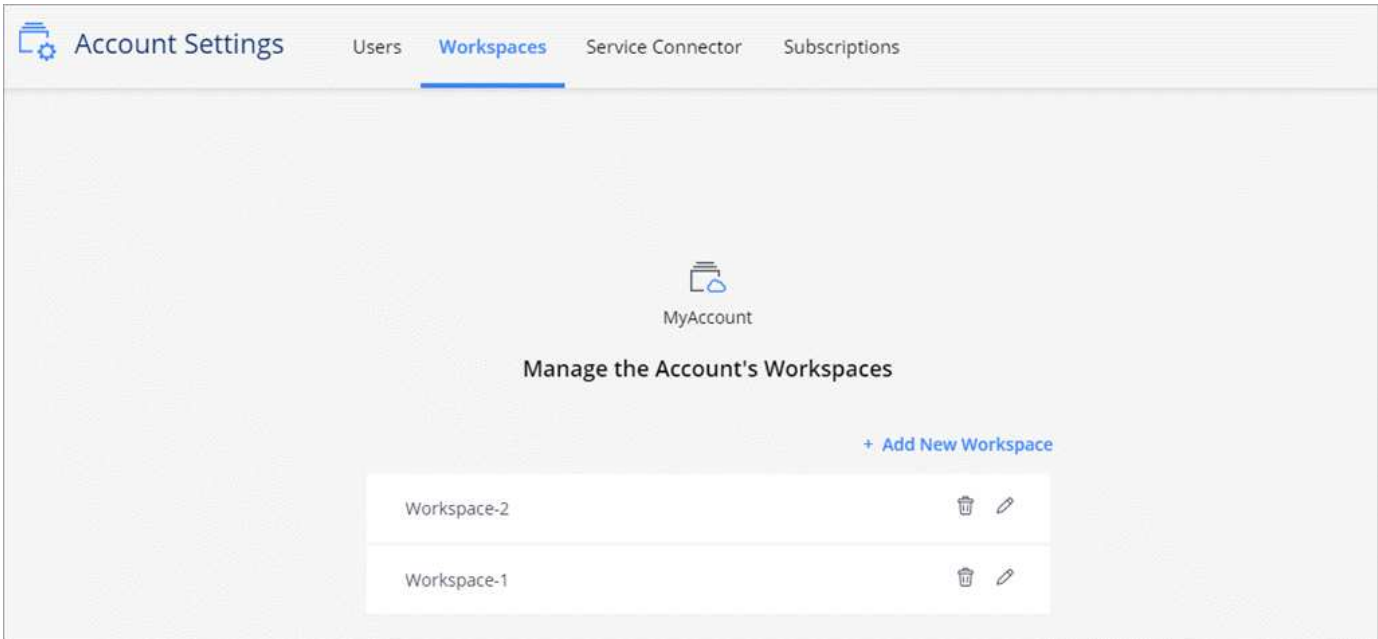 Account Settings Users Workspaces Service Connector Subscriptions
MyAccount
Manage the Account's Workspaces
+ Add New Workspace
Workspace-2
Workspace-1